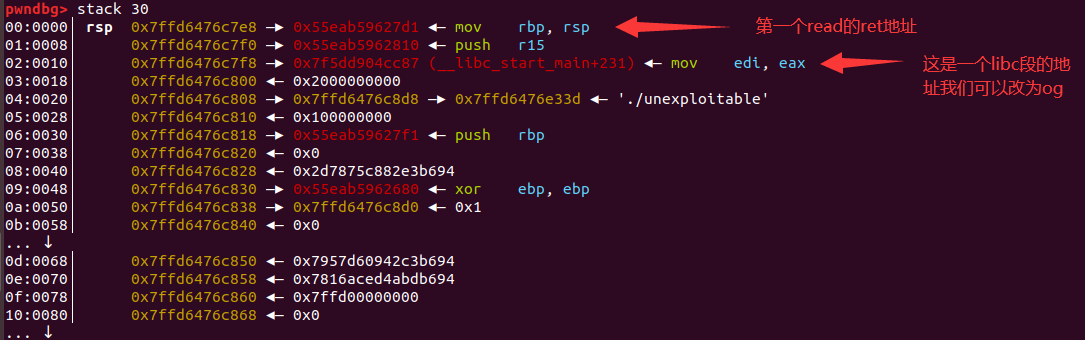 pwndbg> stack 30
00:0000│ rsp 0x7ffd6476c7e8 —▸ 0x55eab59627d1 ◂— mov rbp, rsp
第一个read的ret地址
01:0008│ 0x7ffd6476c7f0 —▸ 0x55eab5962810 ◂— push r15
02:0010│ 0x7ffd6476c7f8 —▸ 0x7f5dd904cc87 (__libc_start_main+231) ◂— mov edi, eax
这是一个libc段的地
址我们可以改为og
03:0018│ 0x7ffd6476c800 ◂— 0x2000000000
04:0020│ 0x7ffd6476c808 —▸ 0x7ffd6476c8d8 —▸ 0x7ffd6476e33d ◂— './unexploitable'
05:0028│ 0x7ffd6476c810 ◂— 0x100000000
06:0030│ 0x7ffd6476c818 —▸ 0x55eab59627f1 ◂— push rbp
07:0038│ 0x7ffd6476c820 ◂— 0x0
08:0040│ 0x7ffd6476c828 ◂— 0x2d7875c882e3b694
09:0048│ 0x7ffd6476c830 —▸ 0x55eab5962680 ◂— xor ebp, ebp
0a:0050│ 0x7ffd6476c838 —▸ 0x7ffd6476c8d0 ◂— 0x1
0b:0058│ 0x7ffd6476c840 ◂— 0x0
... ↓
0d:0068│ 0x7ffd6476c850 ◂— 0x7957d60942c3b694
0e:0070│ 0x7ffd6476c858 ◂— 0x7816aced4abdb694
0f:0078│ 0x7ffd6476c860 ◂— 0x7ffd00000000
10:0080│ 0x7ffd6476c868 ◂— 0x0
... ↓